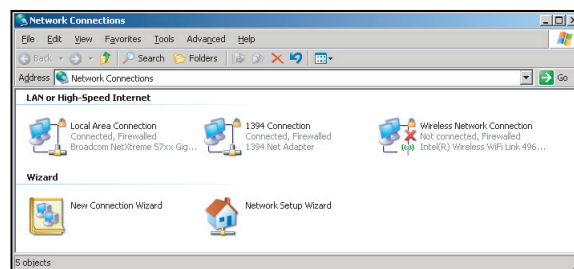 Network Connections
File Edit View Favorites Tools Advanced Help
Back Search Folders
Address Network Connections Go
LAN or High-Speed Internet
Local Area Connection
Connected, Firewalled
Broadcom NetXtreme 57xx Gig...
1394 Connection
Connected, Firewalled
1394 Net Adapter
Wireless Network Connection
Not connected, Firewalled
Intel(R) Wireless WiFi Link 496...
Wizard
New Connection Wizard
Network Setup Wizard
5 objects